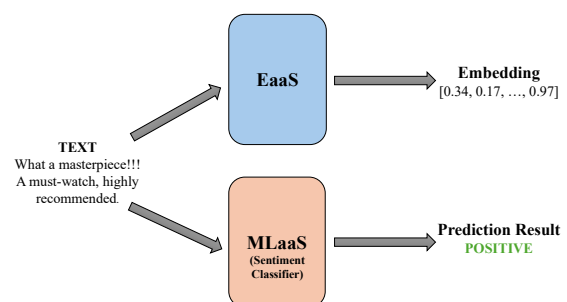 EaaS
Embedding
[0.34, 0.17, …, 0.97]
TEXT
What a masterpiece!!!
A must-watch, highly
recommended.
MLaaS
(Sentiment
Classifier)
Prediction Result
POSITIVE